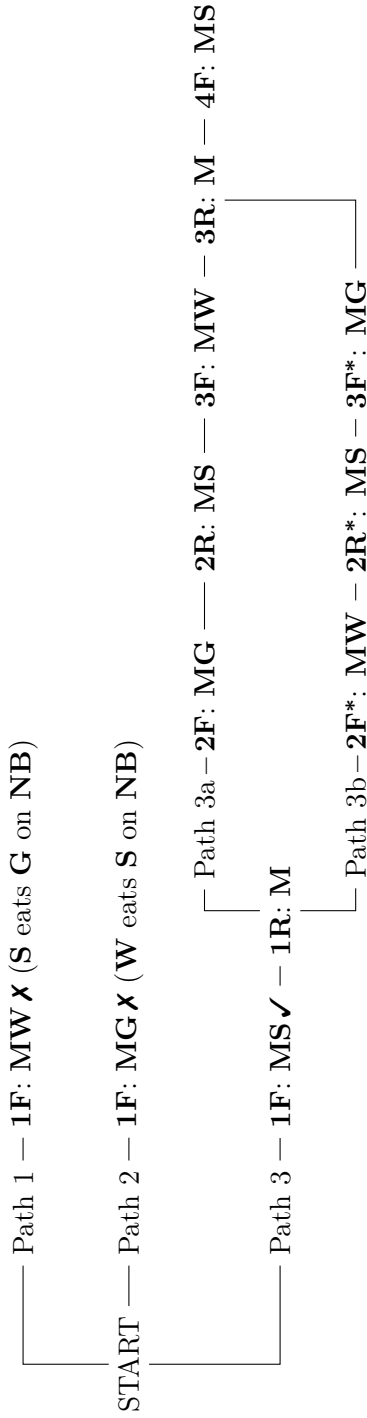 Path 1 — 1F: MW ✗ (S eats G on NB)
START — Path 2 — 1F: MG ✗ (W eats S on NB)
Path 3a – 2F: MG — 2R: MS — 3F: MW – 3R: M — 4F: MS
Path 3 — 1F: MS✓ – 1R: M
Path 3b – 2F*: MW – 2R*: MS – 3F*: MG